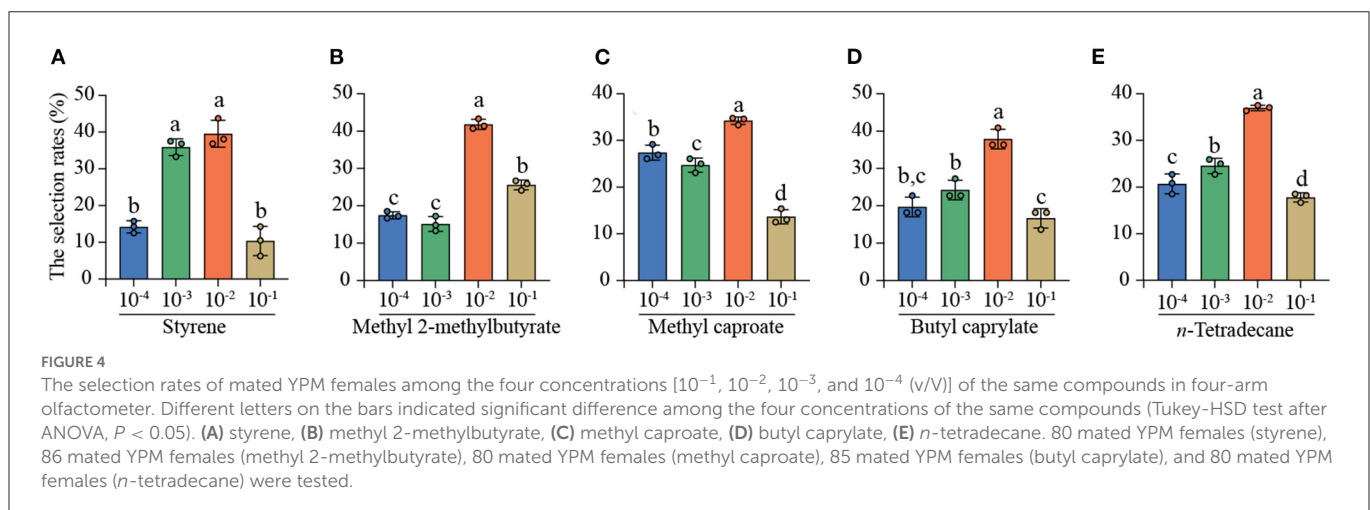 A
B
C
D
E
The selection rates (%)
50
40
30
20
10
0
b
a
a
b
10⁻⁴ 10⁻³ 10⁻² 10⁻¹
Styrene
50
40
30
20
10
0
c
c
a
b
10⁻⁴ 10⁻³ 10⁻² 10⁻¹
Methyl 2-methylbutyrate
40
30
20
10
0
b
c
a
d
10⁻⁴ 10⁻³ 10⁻² 10⁻¹
Methyl caproate
50
40
30
20
10
0
b,c
b
a
c
10⁻⁴ 10⁻³ 10⁻² 10⁻¹
Butyl caprylate
40
30
20
10
0
c
b
a
d
10⁻⁴ 10⁻³ 10⁻² 10⁻¹
n-Tetradecane
FIGURE 4
The selection rates of mated YPM females among the four concentrations [10⁻¹, 10⁻², 10⁻³, and 10⁻⁴ (v/V)] of the same compounds in four-arm
olfactometer. Different letters on the bars indicated significant difference among the four concentrations of the same compounds (Tukey-HSD test after
ANOVA, P < 0.05). (A) styrene, (B) methyl 2-methylbutyrate, (C) methyl caproate, (D) butyl caprylate, (E) n-tetradecane. 80 mated YPM females (styrene),
86 mated YPM females (methyl 2-methylbutyrate), 80 mated YPM females (methyl caproate), 85 mated YPM females (butyl caprylate), and 80 mated YPM
females (n-tetradecane) were tested.